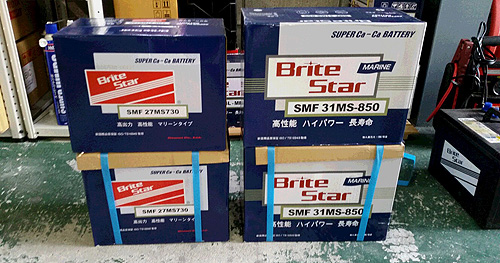 SUPER Ca-Ca BATTERY
Brite
Star
SMF 27MS730
高出力 高性能 マリーンタイプ
SUPER Ca-Ca BATTERY
Brite
Star
MARINE
SMF 31MS-850
高性能 ハイパワー 長寿命
SUPER Ca-Ca BATTERY
Brite
Star
SMF 27MS730
高出力 高性能 マリーンタイプ
Brite
Star
MARINE
SMF 31MS-850
高性能 ハイパワー 長寿命